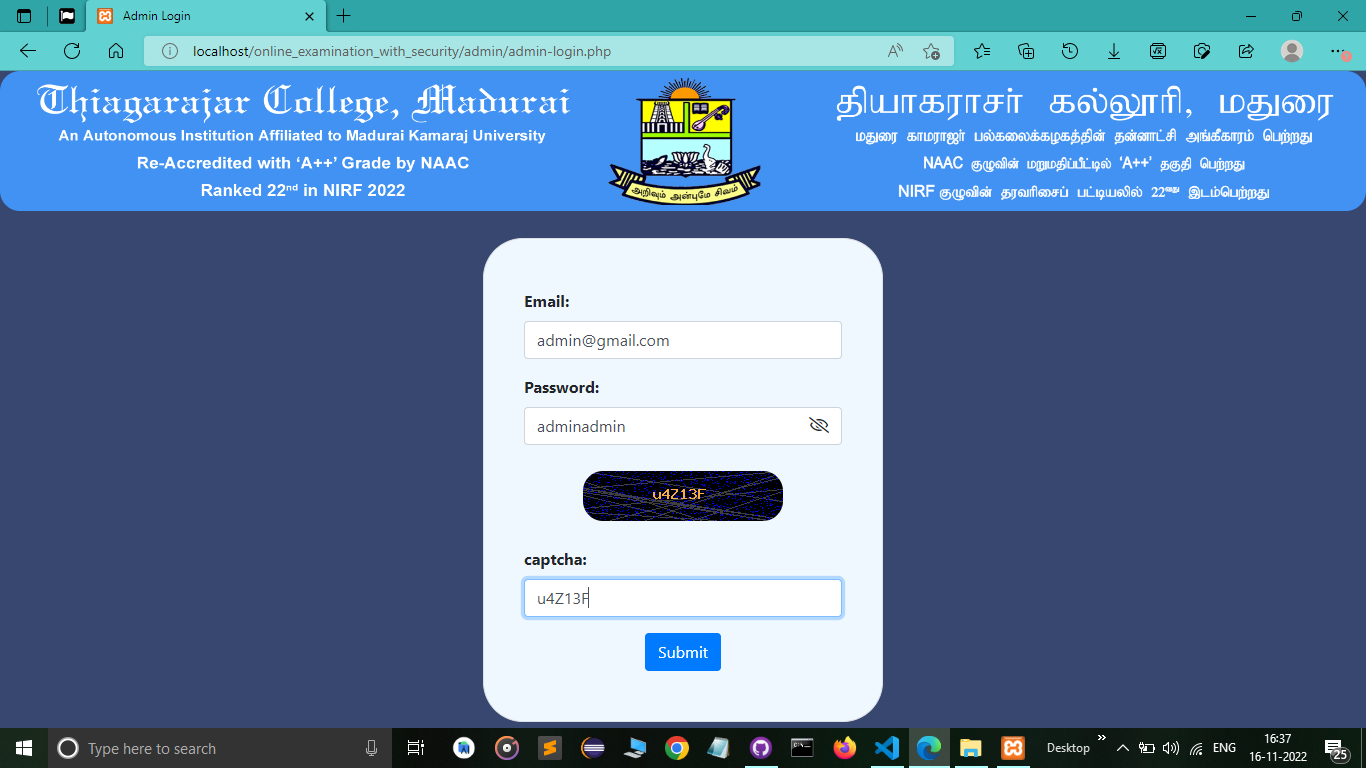 Admin Login
localhost/online_examination_with_security/admin/admin-login.php
Thiagarajar College, Madurai
An Autonomous Institution Affiliated to Madurai Kamaraj University
Re-Accredited with ‘A++’ Grade by NAAC
Ranked 22nd in NIRF 2022
அறிவும் அன்புமே சிவம்
தியாகராசர் கல்லூரி, மதுரை
மதுரை காமராஜர் பல்கலைக்கழகத்தின் தன்னாட்சி அங்கீகாரம் பெற்றது
NAAC குழுவின் மறுமதிப்பீட்டில் 'A++' தகுதி பெற்றது
NIRF குழுவின் தரவரிசைப் பட்டியலில் 22வது இடம்பெற்றது
Email:
admin@gmail.com
Password:
adminadmin
u4Z13F
captcha:
u4Z13F
Submit
Type here to search
Desktop
ENG
16:37
16-11-2022
25